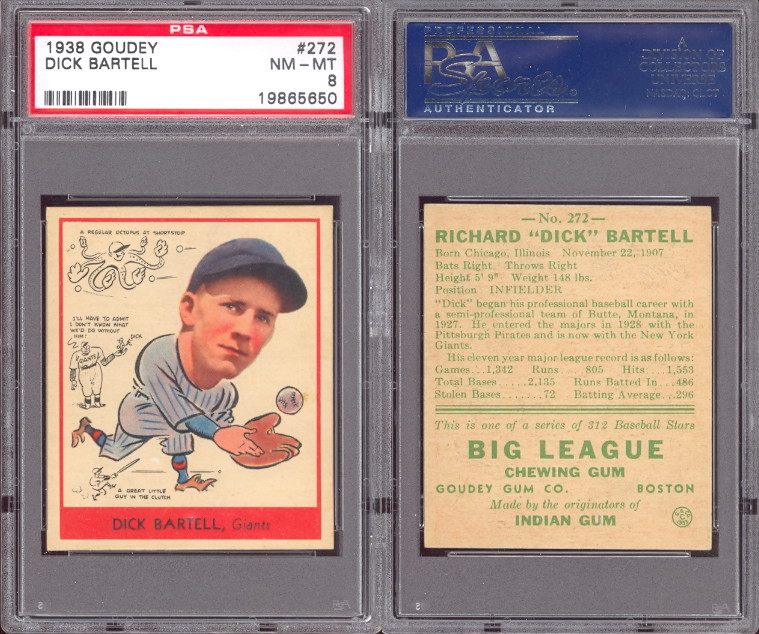 PSA
1938 GOUDEY #272
DICK BARTELL NM - MT
8
19865650
A REGULAR OCTOPUS AT SHORTSTOP
I'LL HAVE TO ADMIT
I DON'T KNOW WHAT
WE'D DO WITHOUT
HIM!
DICK
GIANTS
A GREAT LITTLE
GUY IN THE CLUTCH
DICK BARTELL, Giants
PROFESSIONAL
PSA
Sports
AUTHENTICATOR
A
DIVISION OF
COLLECTORS
UNIVERSE
NASDAQ: CLCT
—No. 272—
RICHARD "DICK" BARTELL
Born Chicago, Illinois November 22, 1907
Bats Right Throws Right
Height 5' 9" Weight 148 lbs.
Position INFIELDER
"Dick" began his professional baseball career with
a semi-professional team of Butte, Montana, in
1927. He entered the majors in 1928 with the
Pittsburgh Pirates and is now with the New York
Giants.
His eleven year major league record is as follows:
Games...1,342 Runs.... 805 Hits....1,553
Total Bases.....2,135 Runs Batted In...486
Stolen Bases.......72 Batting Average...296
This is one of a series of 312 Baseball Stars
BIG LEAGUE
CHEWING GUM
GOUDEY GUM CO. BOSTON
Made by the originators of
INDIAN GUM